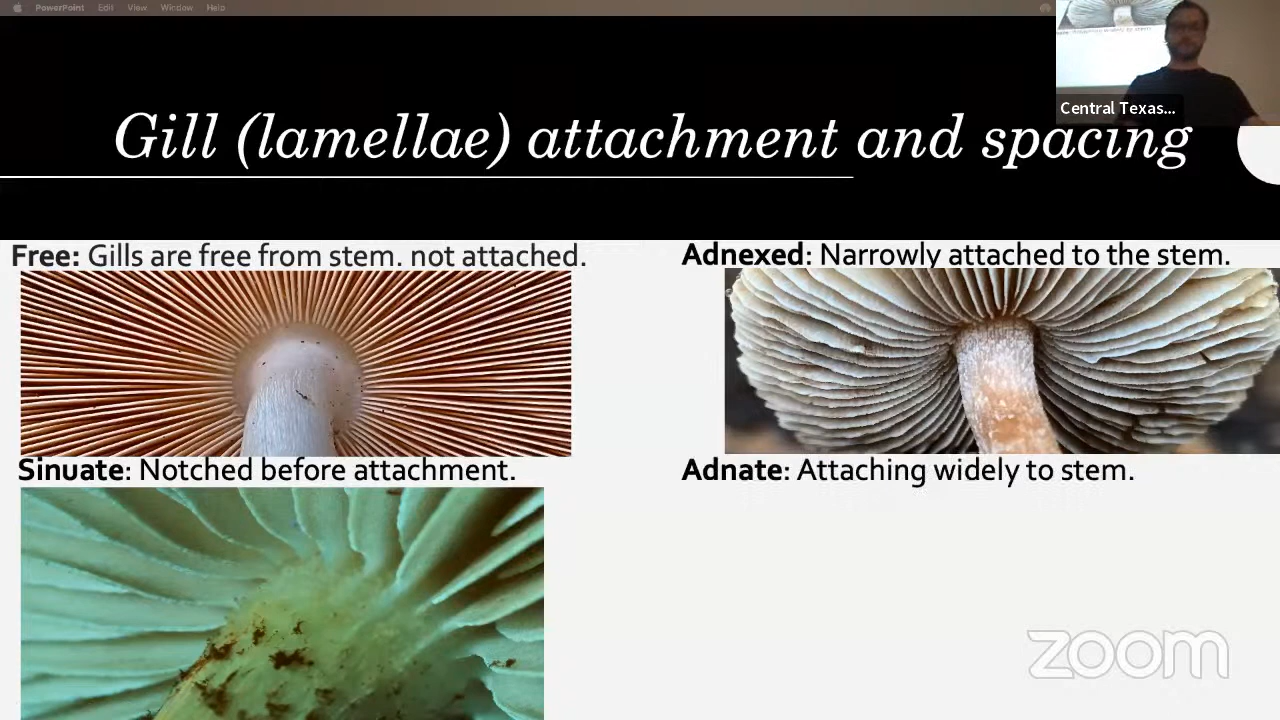 PowerPoint Edit View Window Help
Central Texas...
Gill (lamellae) attachment and spacing
Free: Gills are free from stem. not attached.
Adnexed: Narrowly attached to the stem.
Sinuate: Notched before attachment.
Adnate: Attaching widely to stem.
zoom